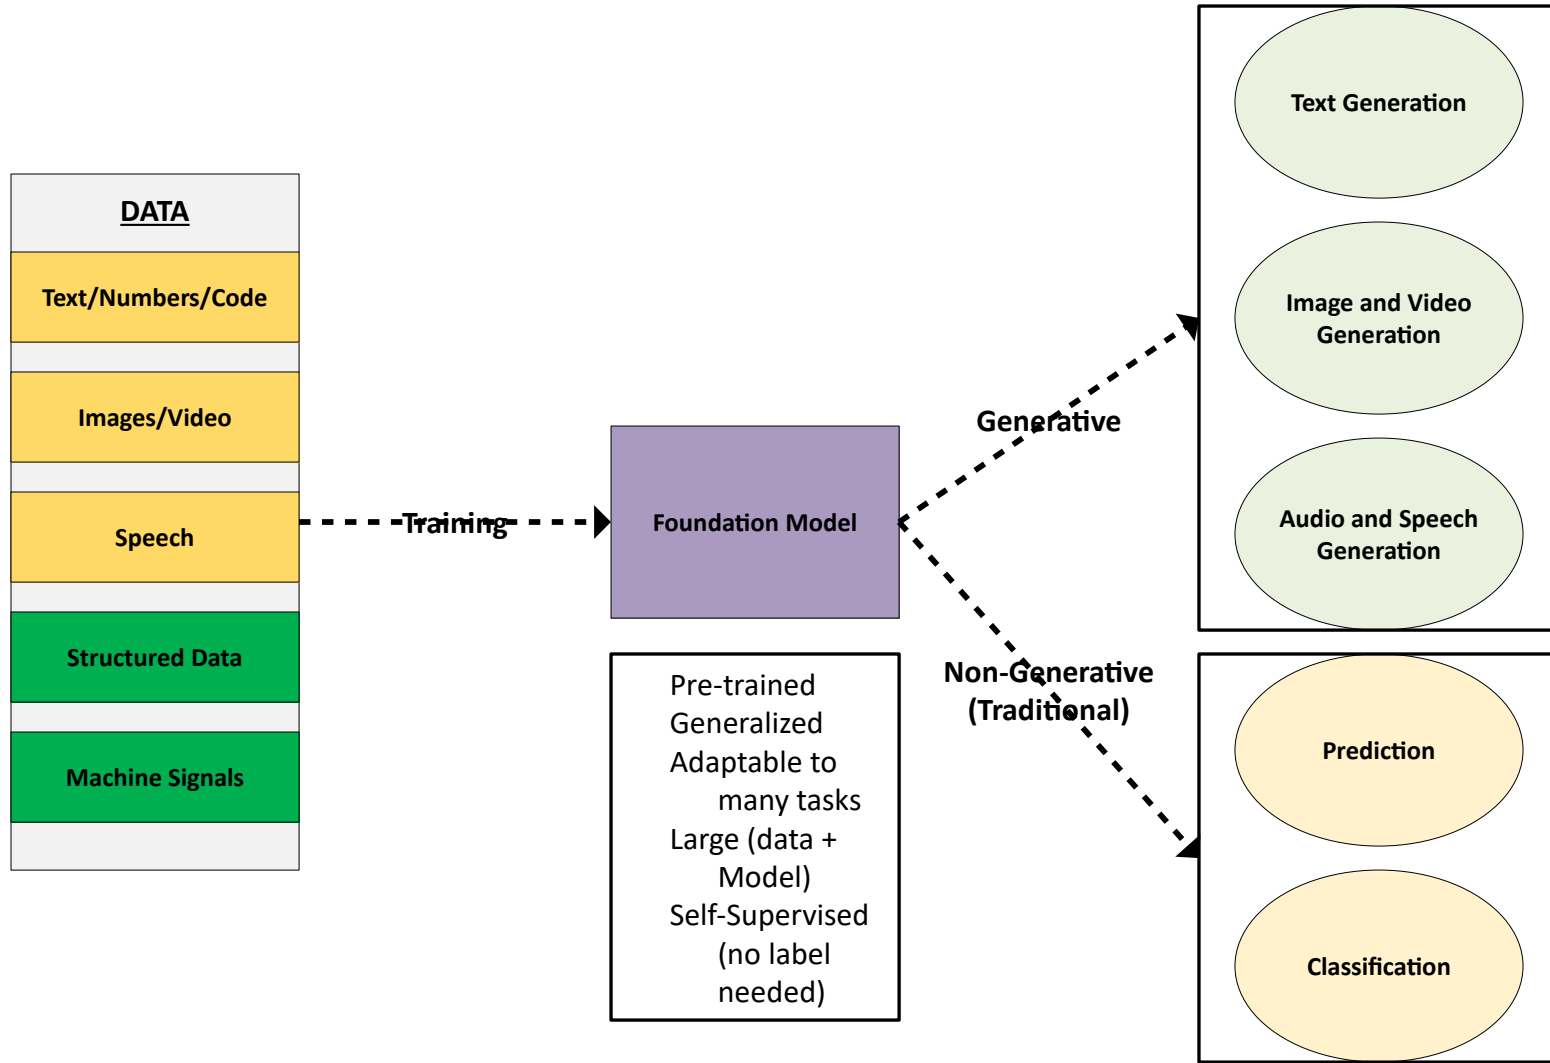 DATA
Text/Numbers/Code
Images/Video
Speech
Structured Data
Machine Signals
Training
Foundation Model
Pre-trained
Generalized
Adaptable to
many tasks
Large (data +
Model)
Self-Supervised
(no label
needed)
Generative
Non-Generative
(Traditional)
Text Generation
Image and Video
Generation
Audio and Speech
Generation
Prediction
Classification